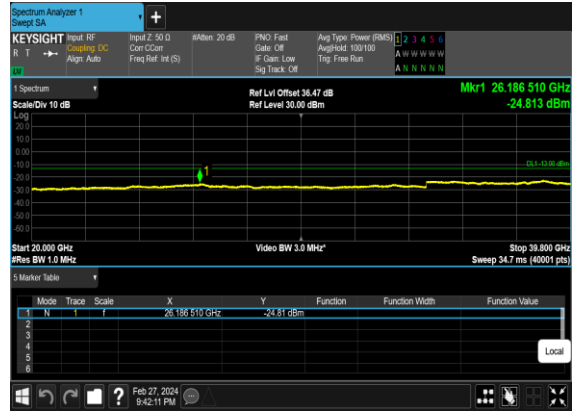 Spectrum Analyzer 1
Swept SA
+
KEYSIGHT Input: RF Input Z: 50 Ω #Atten: 20 dB PNO: Fast Avg Type: Power (RMS) 1 2 3 4 5 6
R T Coupling: DC Corr CCorr Gate: Off Avg|Hold: 100/100 A W W W W W
Align: Auto Freq Ref: Int (S) IF Gain: Low Trig: Free Run
Sig Track: Off A N N N N N
1 Spectrum Ref Lvl Offset 36.47 dB Mkr1 26.186 510 GHz
Scale/Div 10 dB Ref Level 30.00 dBm -24.813 dBm
Log
20.0
10.0
0.00
-10.0 DL1 -13.00 dBm
1
-20.0
-30.0
-40.0
-50.0
-60.0
Start 20.000 GHz Video BW 3.0 MHz* Stop 39.800 GHz
#Res BW 1.0 MHz Sweep 34.7 ms (40001 pts)
5 Marker Table
Mode Trace Scale X Y Function Function Width Function Value
1 N 1 f 26.186 510 GHz -24.81 dBm
2
3
4
5
6
Local
? Feb 27, 2024
9:42:11 PM